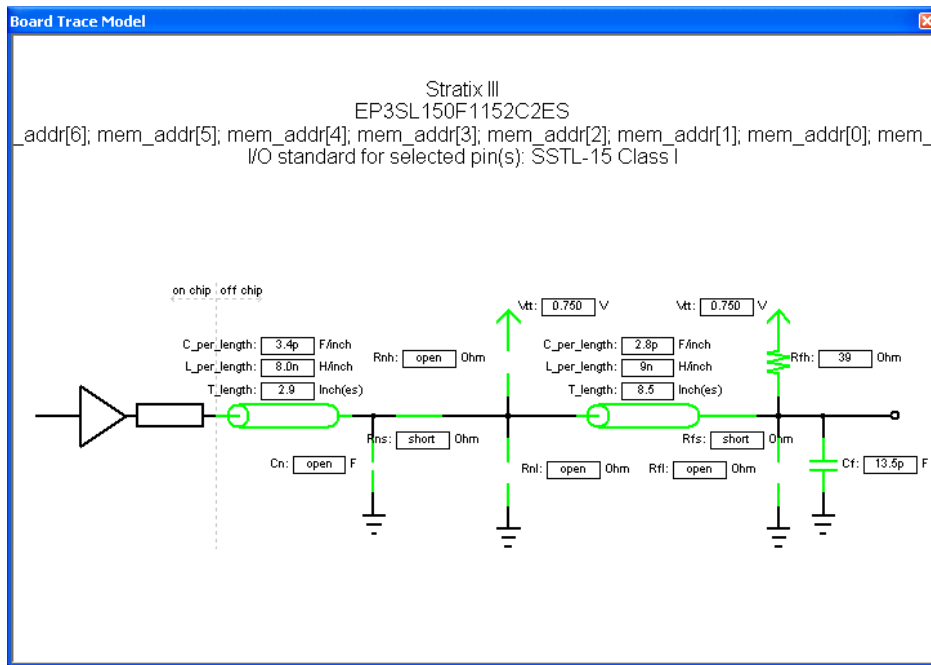 Board Trace Model
Stratix III
EP3SL150F1152C2ES
_addr[6]; mem_addr[5]; mem_addr[4]; mem_addr[3]; mem_addr[2]; mem_addr[1]; mem_addr[0]; mem_
I/O standard for selected pin(s): SSTL-15 Class I
on chip off chip
Vtt: 0.750 V
Vtt: 0.750 V
C_per_length: 3.4p F/inch
Rnh: open Ohm
C_per_length: 2.8p F/inch
Rfh: 39 Ohm
L_per_length: 8.0n H/inch
L_per_length: 9n H/inch
T_length: 2.9 Inch(es)
T_length: 8.5 Inch(es)
Rns: short Ohm
Rfs: short Ohm
Cn: open F
Rnl: open Ohm
Rfl: open Ohm
Cf: 13.5p F